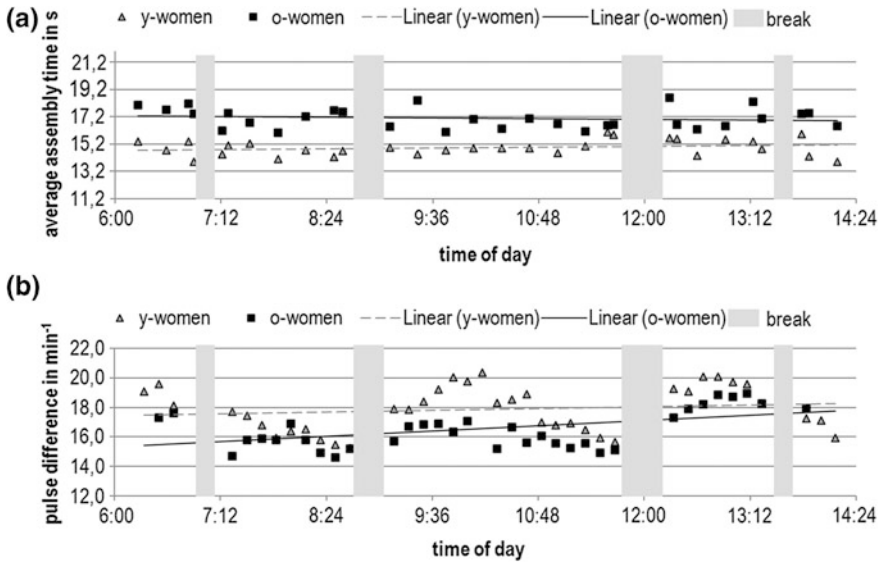 (a)
y-women o-women Linear (y-women) Linear (o-women) break
average assembly time in s
21,2
19,2
17,2
15,2
13,2
11,2
6:00 7:12 8:24 9:36 10:48 12:00 13:12 14:24
time of day
(b)
y-women o-women Linear (y-women) Linear (o-women) break
pulse difference in min⁻¹
22,0
20,0
18,0
16,0
14,0
12,0
6:00 7:12 8:24 9:36 10:48 12:00 13:12 14:24
time of day